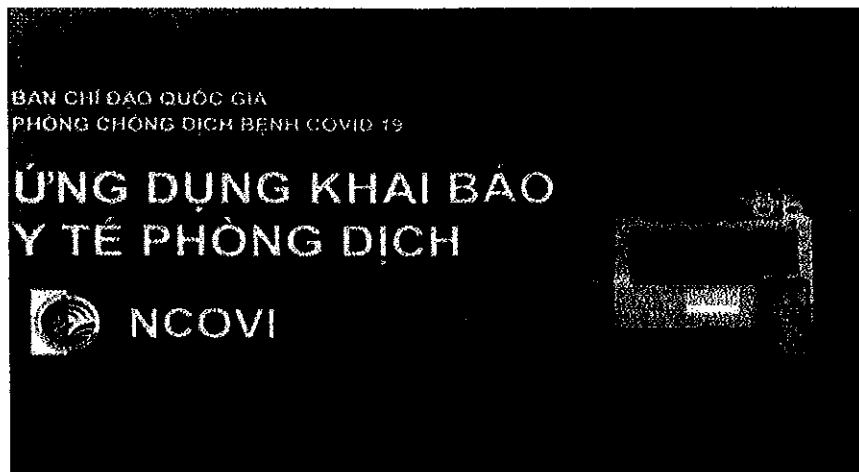 BAN CHỈ ĐẠO QUỐC GIA
PHÒNG CHỐNG DỊCH BỆNH COVID 19
ỨNG DỤNG KHAI BÁO
Y TẾ PHÒNG DỊCH
NCOVI